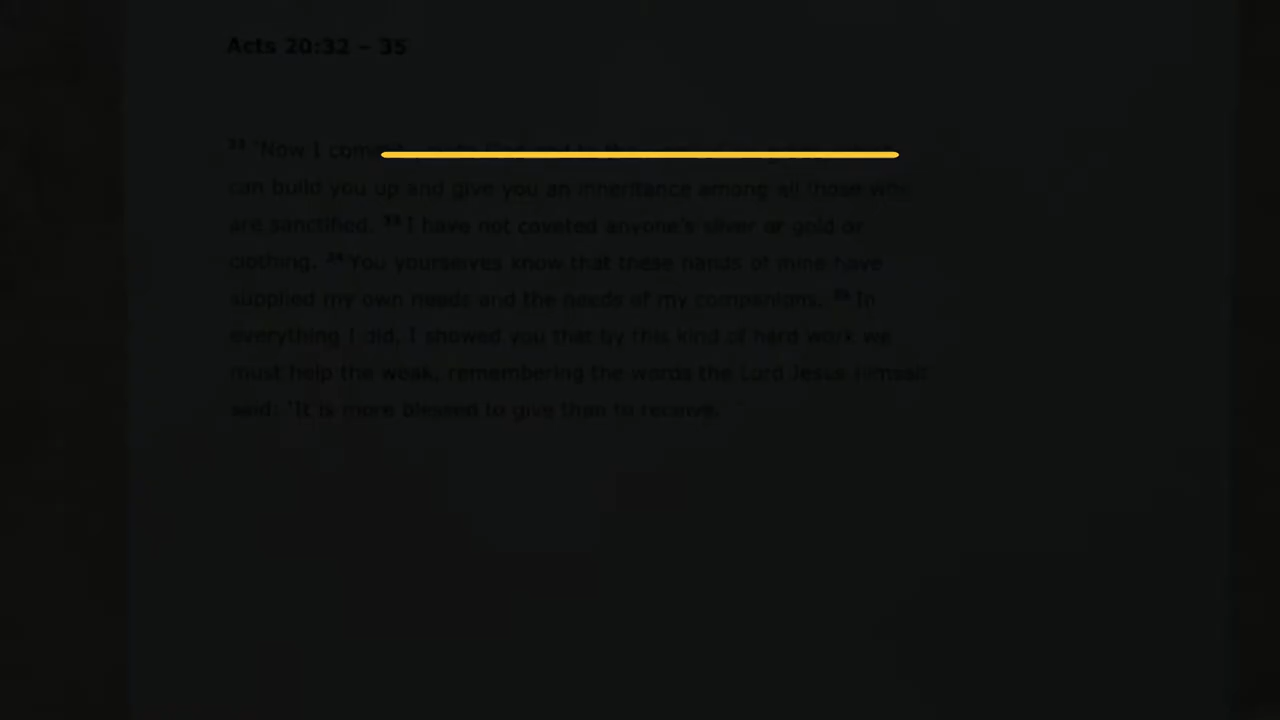 Acts 20:32 – 35
"Now I
can build you up and give you an inheritance among all those who
are sanctified. 33 I have not coveted anyone's silver or gold or
clothing. 34 You yourselves know that these hands of mine have
supplied my own needs and the needs of my companions. 35 In
everything I did, I showed you that by this kind of hard work we
must help the weak, remembering the words the Lord Jesus himself
said: 'It is more blessed to give than to receive.